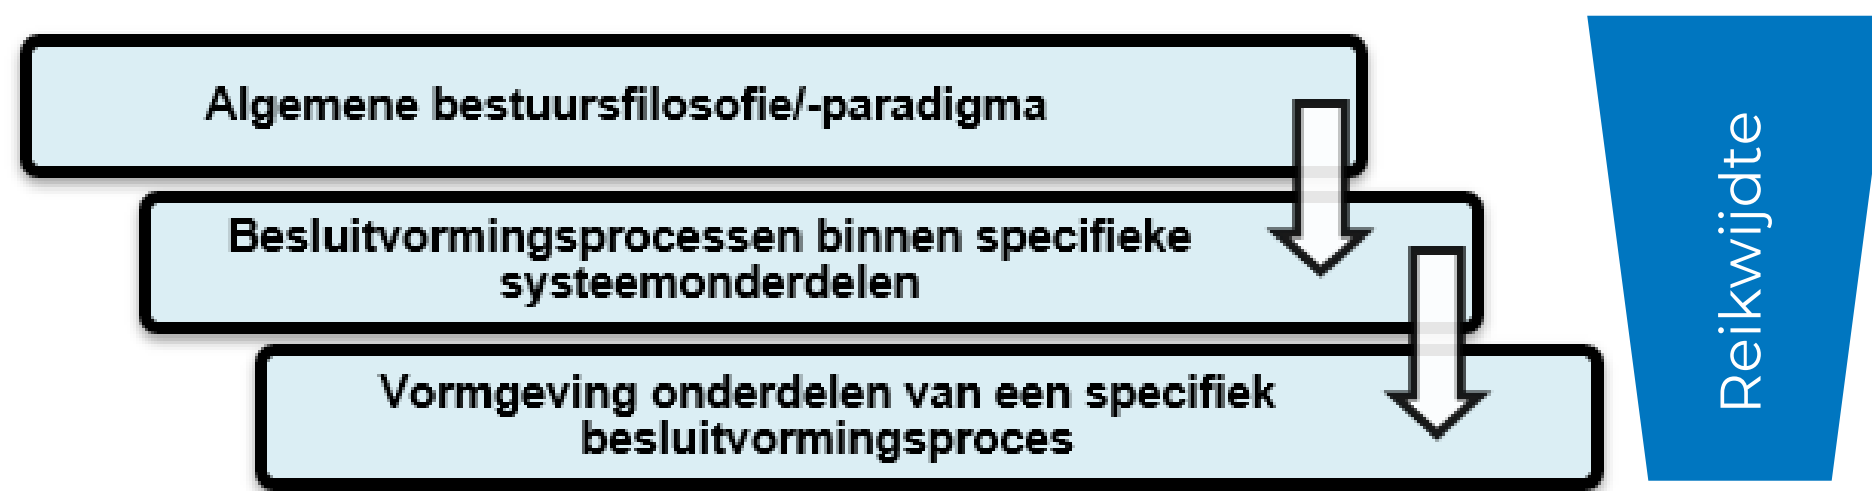 Algemene bestuursfilosofie/-paradigma
Besluitvormingsprocessen binnen specifieke
systeemonderdelen
Vormgeving onderdelen van een specifiek
besluitvormingsproces
Reikwijdte